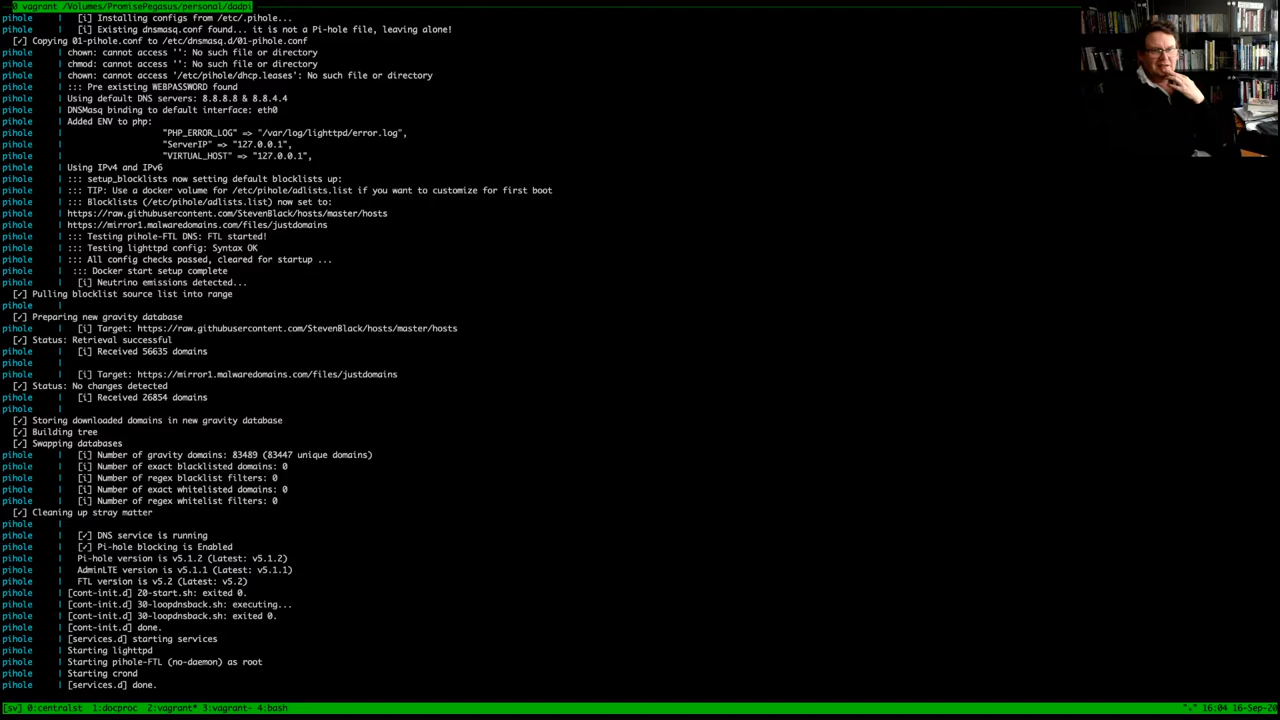 0 vagrant /Volumes/PromisePegasus/personal/dadpi
pihole | [i] Installing configs from /etc/.pihole...
pihole | [i] Existing dnsmasq.conf found... it is not a Pi-hole file, leaving alone!
[✓] Copying 01-pihole.conf to /etc/dnsmasq.d/01-pihole.conf
pihole | chown: cannot access '': No such file or directory
pihole | chmod: cannot access '': No such file or directory
pihole | chown: cannot access '/etc/pihole/dhcp.leases': No such file or directory
pihole | ::: Pre existing WEBPASSWORD found
pihole | Using default DNS servers: 8.8.8.8 & 8.8.4.4
pihole | DNSMasq binding to default interface: eth0
pihole | Added ENV to php:
pihole | "PHP_ERROR_LOG" => "/var/log/lighttpd/error.log",
pihole | "ServerIP" => "127.0.0.1",
pihole | "VIRTUAL_HOST" => "127.0.0.1",
pihole | Using IPv4 and IPv6
pihole | ::: setup_blocklists now setting default blocklists up:
pihole | ::: TIP: Use a docker volume for /etc/pihole/adlists.list if you want to customize for first boot
pihole | ::: Blocklists (/etc/pihole/adlists.list) now set to:
pihole | https://raw.githubusercontent.com/StevenBlack/hosts/master/hosts
pihole | https://mirror1.malwaredomains.com/files/justdomains
pihole | ::: Testing pihole-FTL DNS: FTL started!
pihole | ::: Testing lighttpd config: Syntax OK
pihole | ::: All config checks passed, cleared for startup ...
pihole | ::: Docker start setup complete
pihole | [i] Neutrino emissions detected...
[✓] Pulling blocklist source list into range
pihole |
[✓] Preparing new gravity database
pihole | [i] Target: https://raw.githubusercontent.com/StevenBlack/hosts/master/hosts
[✓] Status: Retrieval successful
pihole | [i] Received 56635 domains
pihole |
pihole | [i] Target: https://mirror1.malwaredomains.com/files/justdomains
[✓] Status: No changes detected
pihole | [i] Received 26854 domains
pihole |
[✓] Storing downloaded domains in new gravity database
[✓] Building tree
[✓] Swapping databases
pihole | [i] Number of gravity domains: 83489 (83447 unique domains)
pihole | [i] Number of exact blacklisted domains: 0
pihole | [i] Number of regex blacklist filters: 0
pihole | [i] Number of exact whitelisted domains: 0
pihole | [i] Number of regex whitelist filters: 0
[✓] Cleaning up stray matter
pihole |
pihole | [✓] DNS service is running
pihole | [✓] Pi-hole blocking is Enabled
pihole | Pi-hole version is v5.1.2 (Latest: v5.1.2)
pihole | AdminLTE version is v5.1.1 (Latest: v5.1.1)
pihole | FTL version is v5.2 (Latest: v5.2)
pihole | [cont-init.d] 20-start.sh: exited 0.
pihole | [cont-init.d] 30-loopdnsback.sh: executing...
pihole | [cont-init.d] 30-loopdnsback.sh: exited 0.
pihole | [cont-init.d] done.
pihole | [services.d] starting services
pihole | Starting lighttpd
pihole | Starting pihole-FTL (no-daemon) as root
pihole | Starting crond
pihole | [services.d] done.
[sv] 0:centralst 1:docproc 2:vagrant* 3:vagrant- 4:bash "." 16:04 16-Sep-20